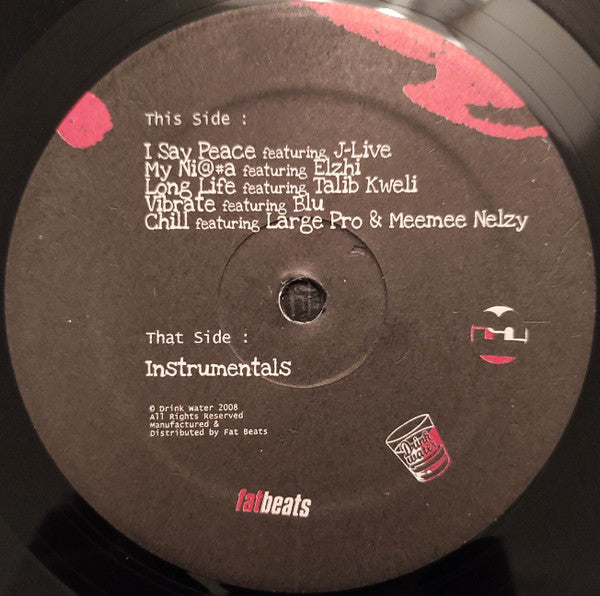 This Side :
I Say Peace featuring J-Live
My Ni@#a featuring Elzhi
Long Life featuring Talib Kweli
Vibrate featuring Blu
Chill featuring Large Pro & Meemee Nelzy
That Side :
Instrumentals
© Drink Water 2008
All Rights Reserved
Manufactured &
Distributed by Fat Beats
Drink
Water
fatbeats